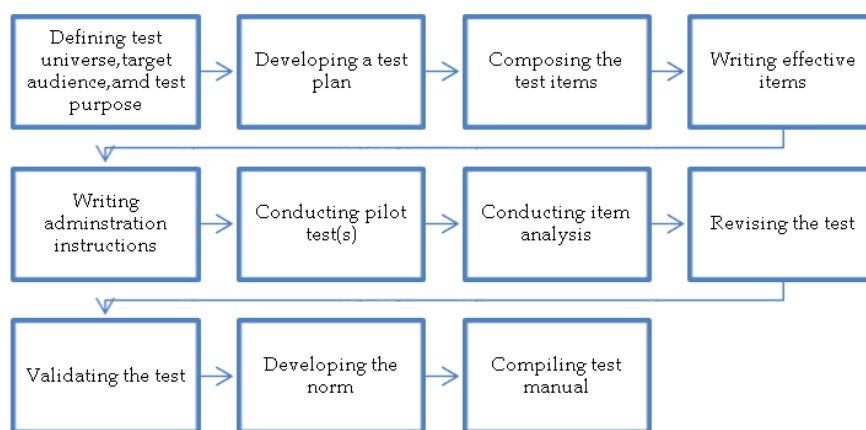 Defining test
universe,target
audience,amd test
purpose
Developing a test
plan
Composing the
test items
Writing effective
items
Writing
adminstration
instructions
Conducting pilot
test(s)
Conducting item
analysis
Revising the test
Validating the test
Developing the
norm
Compiling test
manual